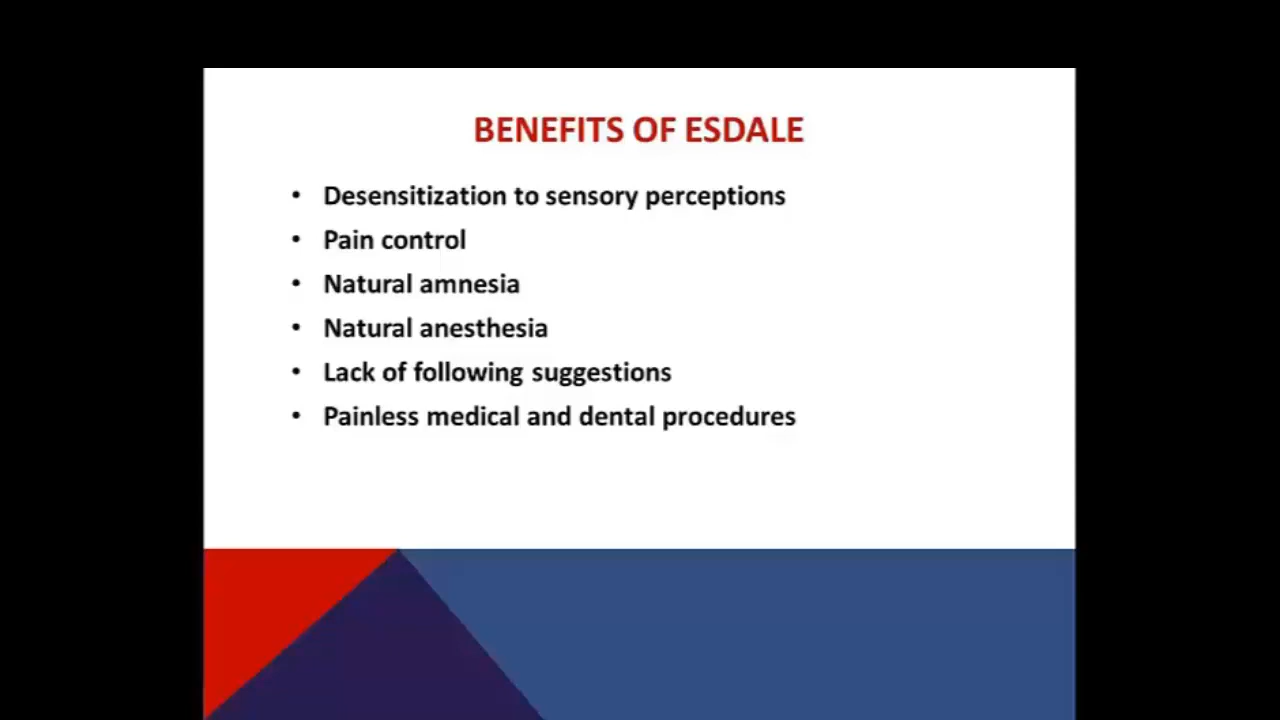 BENEFITS OF ESDALE
• Desensitization to sensory perceptions
• Pain control
• Natural amnesia
• Natural anesthesia
• Lack of following suggestions
• Painless medical and dental procedures